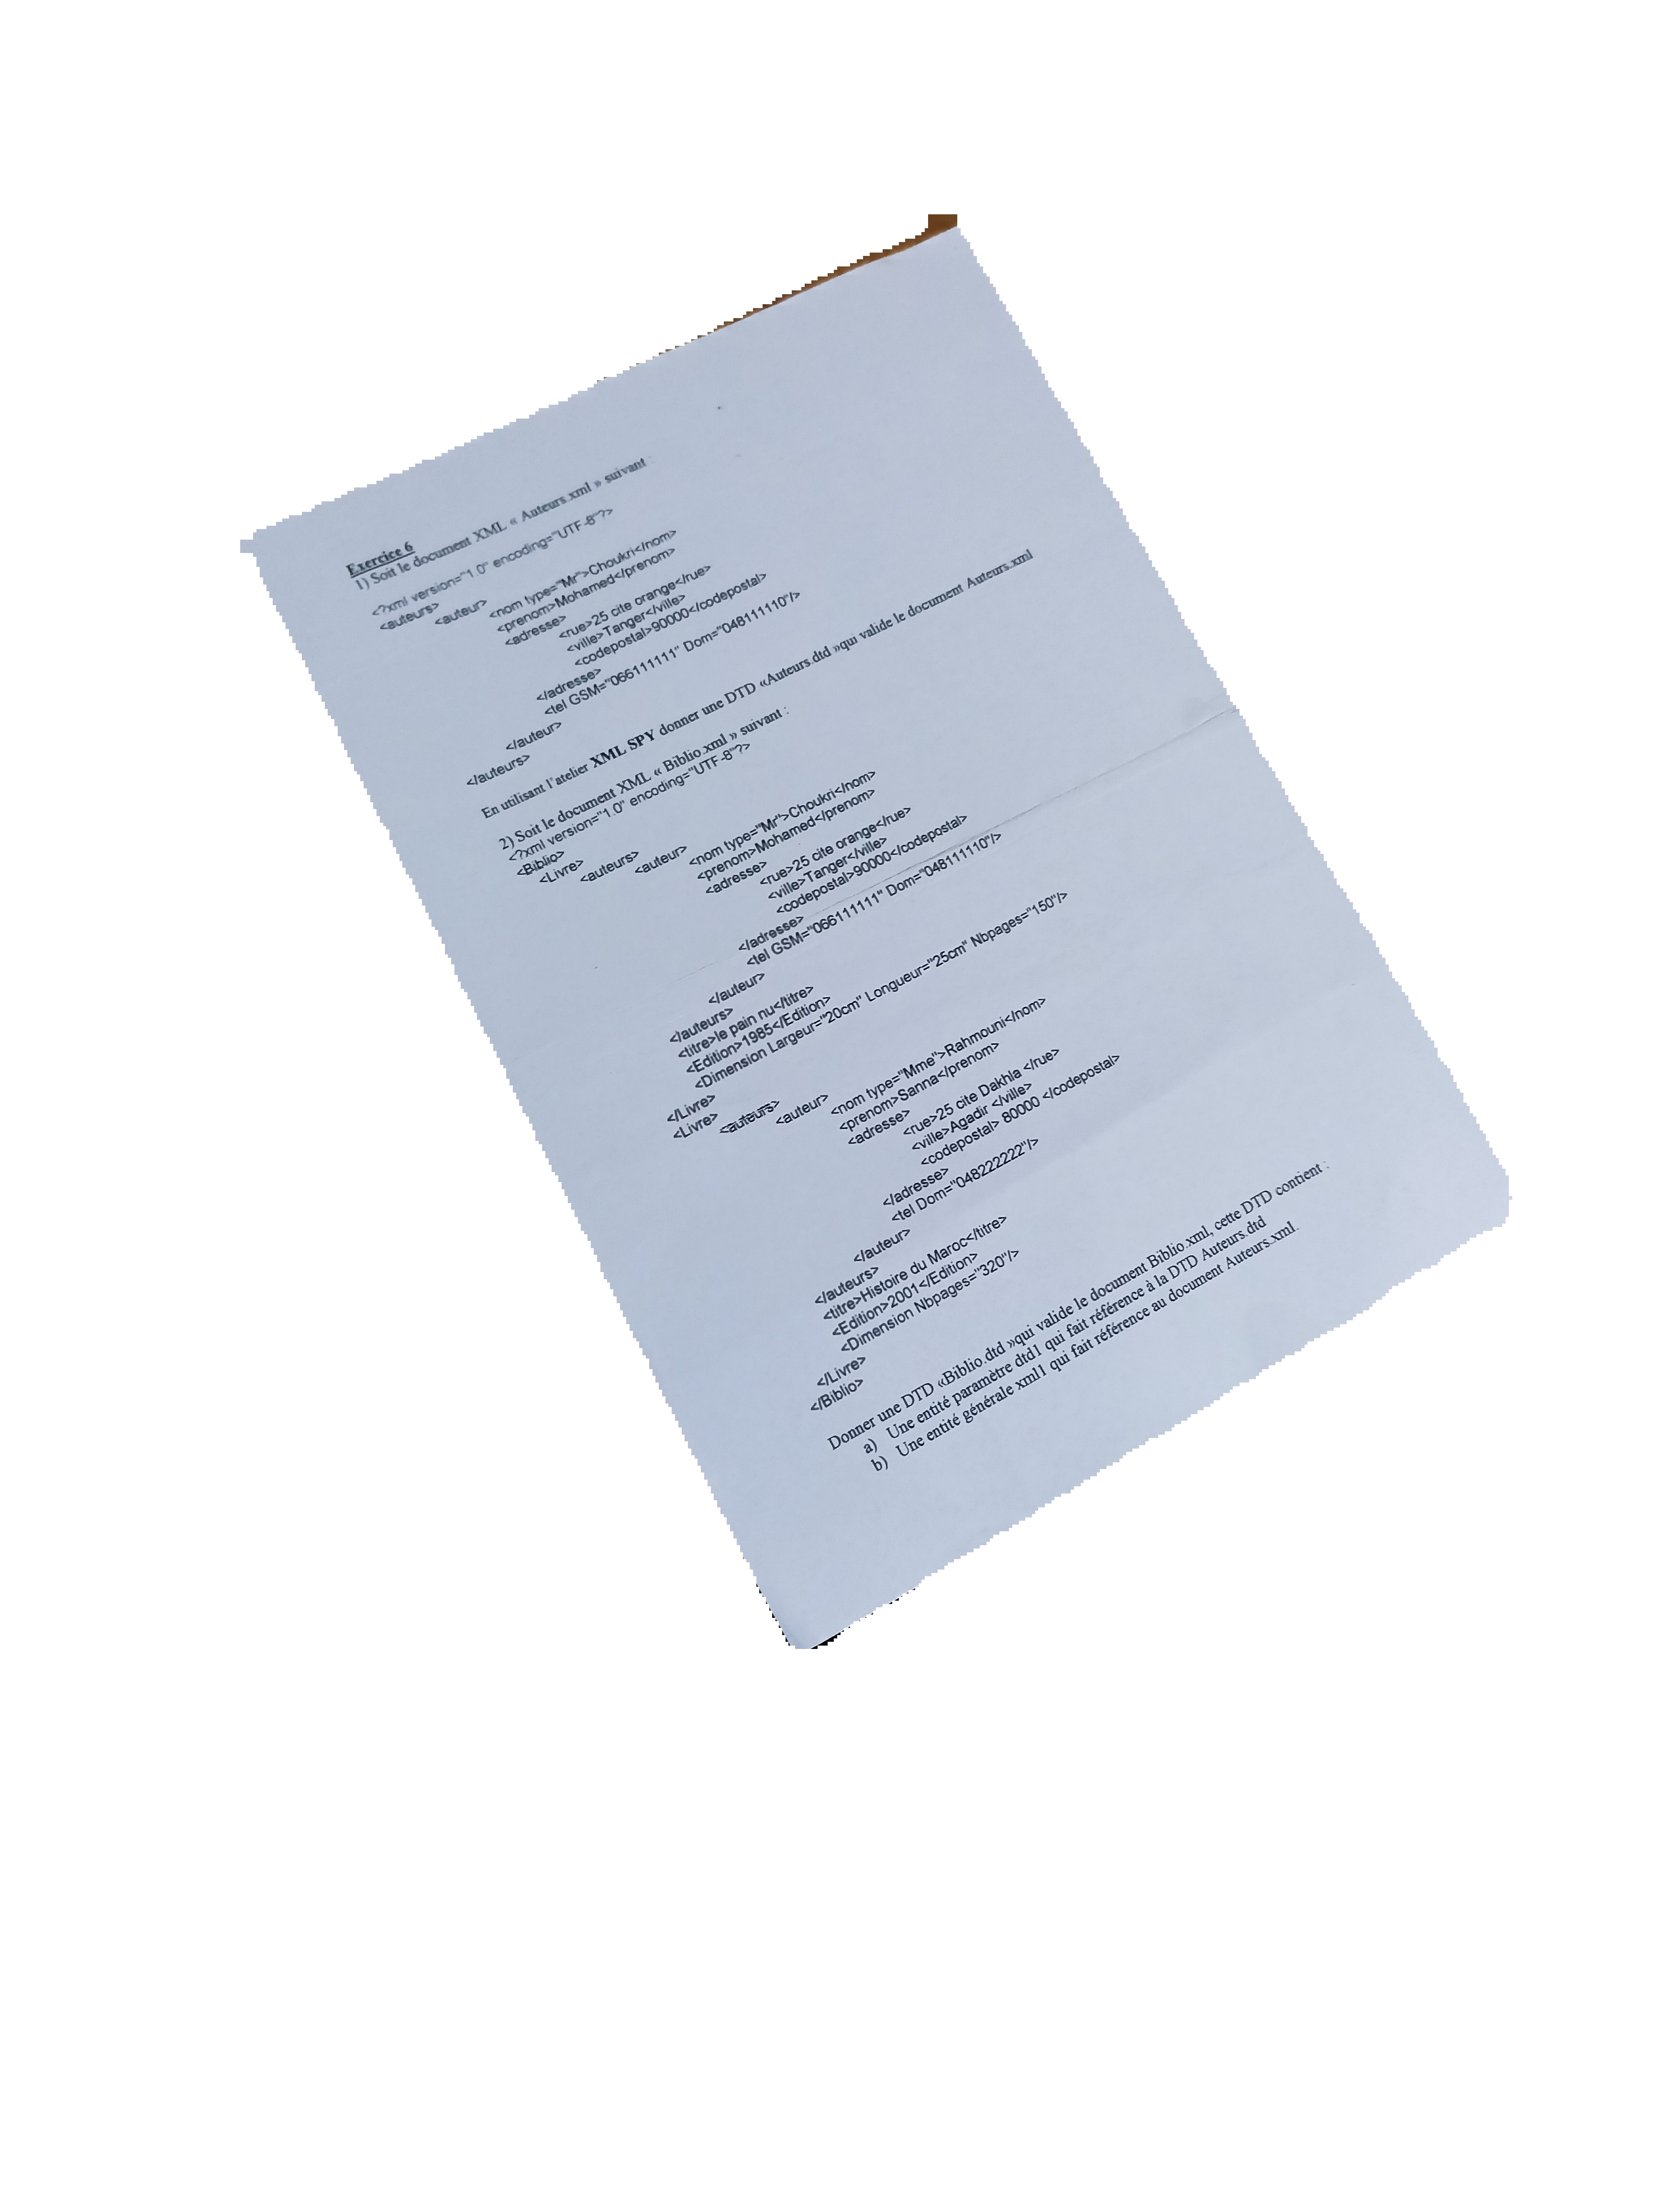 Exercice 6
1) Soit le document XML « Auteurs.xml » suivant :
<?xml version="1.0" encoding="UTF-8"?>
<auteurs>
<auteur>
<nom type="Mr">Choukri</nom>
<prenom>Mohamed</prenom>
<adresse>
<rue>25 cite orange</rue>
<ville>Tanger</ville>
<codepostal>90000</codepostal>
</adresse>
<tel GSM="066111111" Dom="048111110"/>
</auteur>
</auteurs>
En utilisant l'atelier XML SPY donner une DTD «Auteurs.dtd »qui valide le document Auteurs.xml
2) Soit le document XML « Biblio.xml » suivant :
<?xml version="1.0" encoding="UTF-8"?>
<Biblio>
<Livre>
<auteurs>
<auteur>
<nom type="Mr">Choukri</nom>
<prenom>Mohamed</prenom>
<adresse>
<rue>25 cite orange</rue>
<ville>Tanger</ville>
<codepostal>90000</codepostal>
</adresse>
<tel GSM="066111111" Dom="048111110"/>
</auteur>
</auteurs>
<titre>le pain nu</titre>
<Edition>1985</Edition>
<Dimension Largeur="20cm" Longueur="25cm" Nbpages="150"/>
</Livre>
<Livre>
<auteurs>
<auteur>
<nom type="Mme">Rahmouni</nom>
<prenom>Sanna</prenom>
<adresse>
<rue>25 cite Dakhla </rue>
<ville>Agadir </ville>
<codepostal> 80000 </codepostal>
</adresse>
<tel Dom="048222222"/>
</auteur>
</auteurs>
<titre>Histoire du Maroc</titre>
<Edition>2001</Edition>
<Dimension Nbpages="320"/>
</Livre>
</Biblio>
Donner une DTD «Biblio.dtd »qui valide le document Biblio.xml, cette DTD contient :
a) Une entité paramètre dtd1 qui fait référence à la DTD Auteurs.dtd
b) Une entité générale xml1 qui fait référence au document Auteurs.xml.